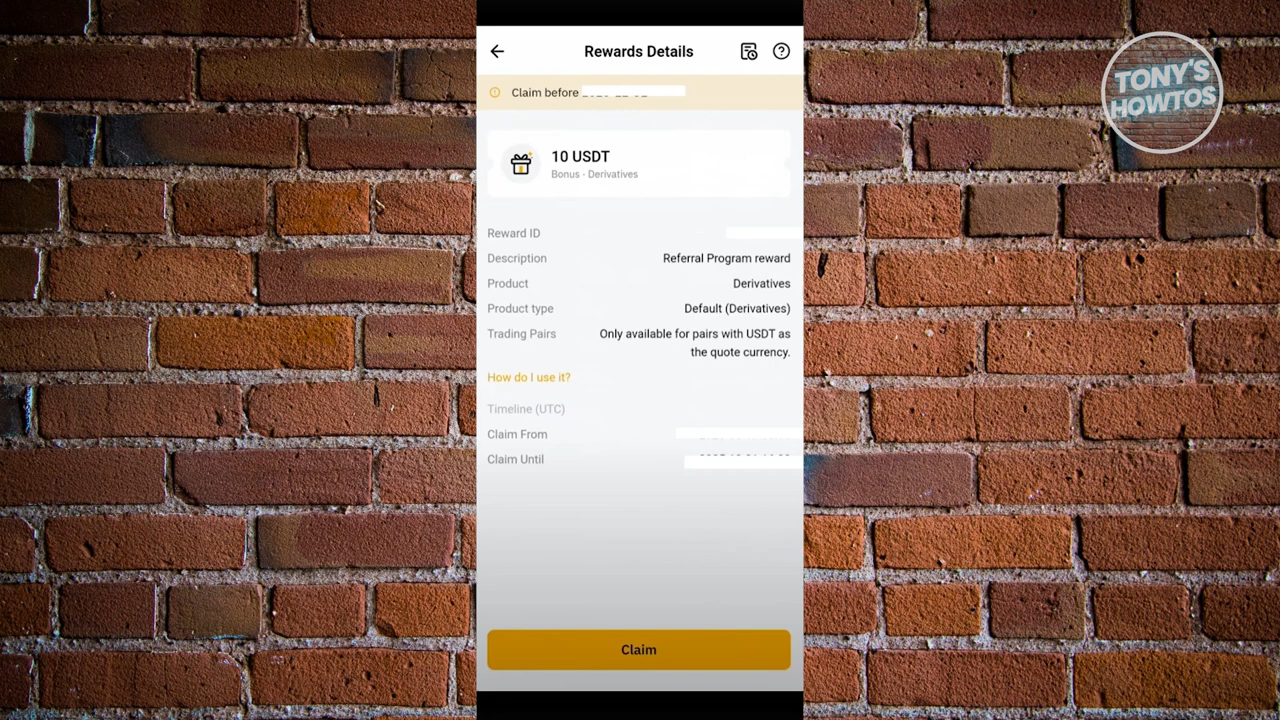 Rewards Details
Claim before
10 USDT
Bonus · Derivatives
Reward ID
Description Referral Program reward
Product Derivatives
Product type Default (Derivatives)
Trading Pairs Only available for pairs with USDT as
the quote currency.
How do I use it?
Timeline (UTC)
Claim From
Claim Until
Claim
TONY'S
HOWTOS